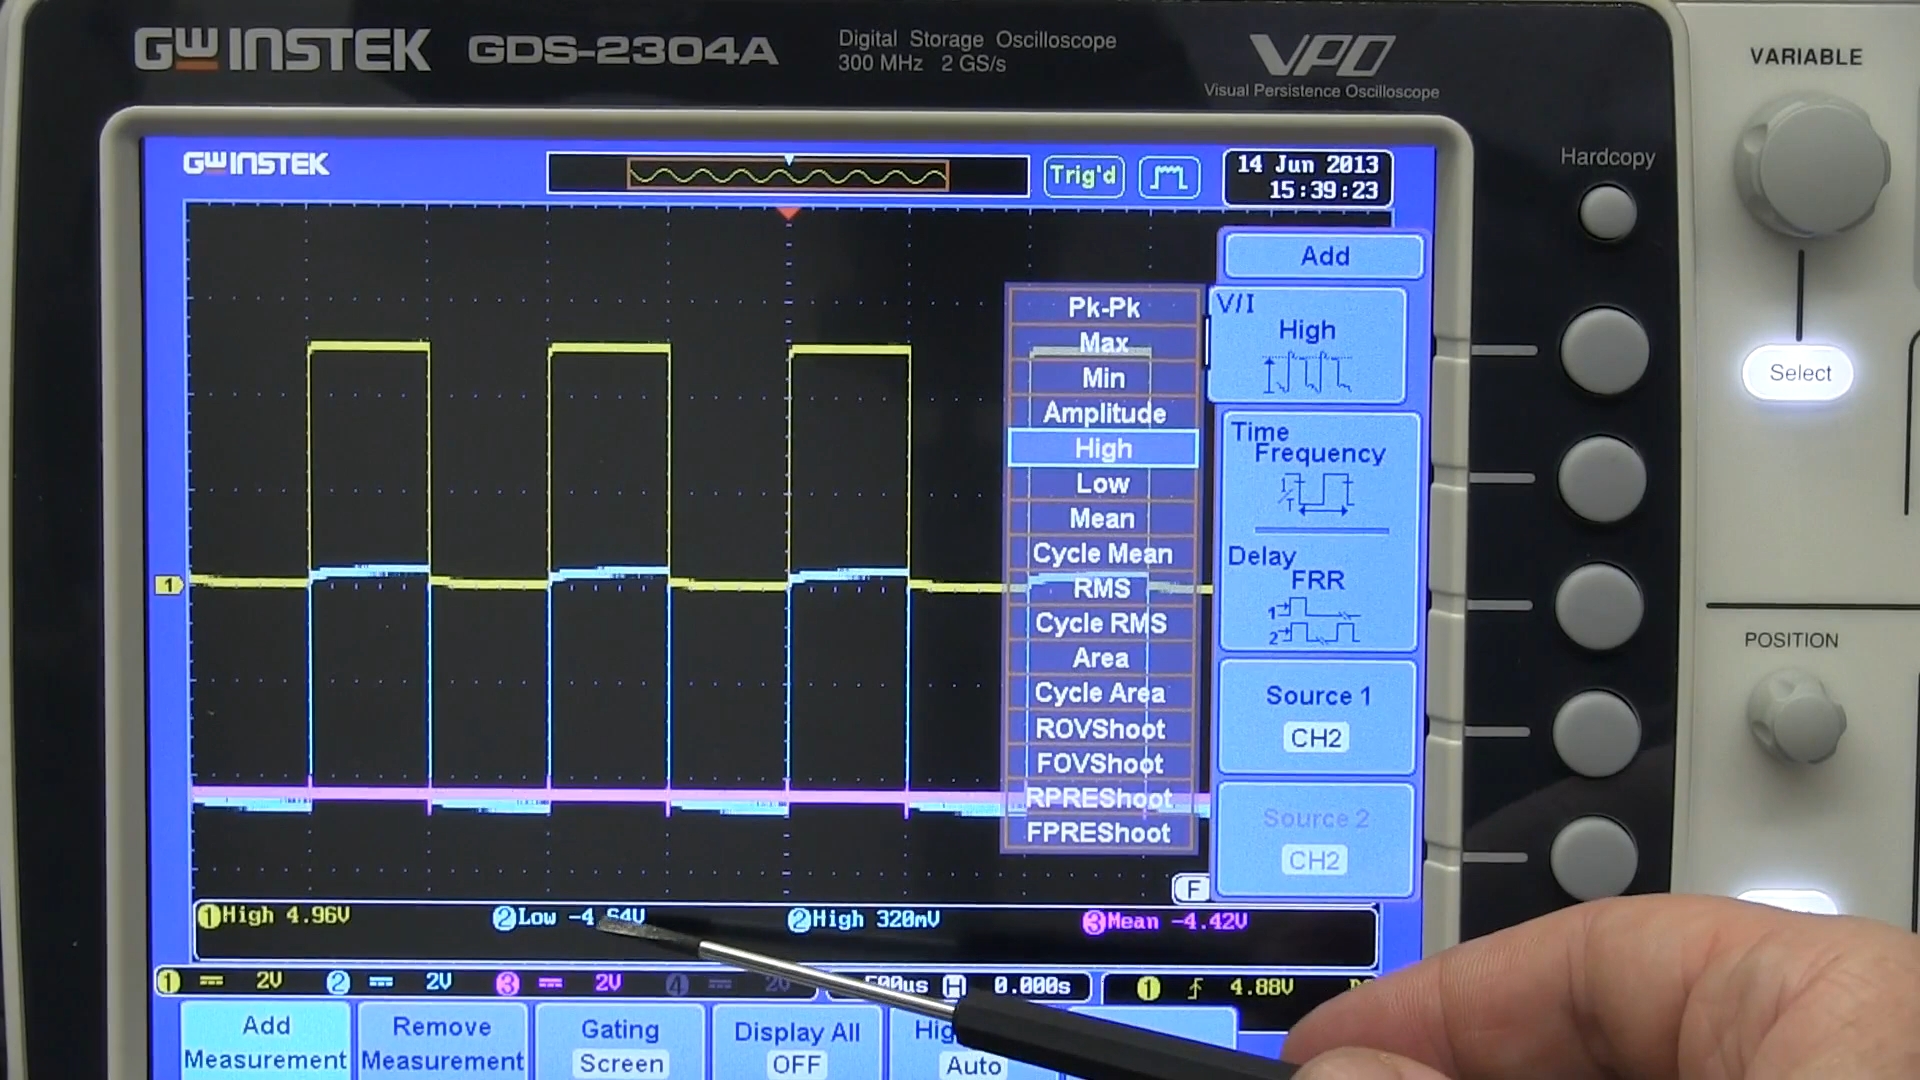 GW INSTEK GDS-2304A Digital Storage Oscilloscope
300 MHz 2 GS/s
VPO
Visual Persistence Oscilloscope
VARIABLE
Hardcopy
Select
POSITION
GW INSTEK
Trig'd
14 Jun 2013
15:39:23
Add
V/I
High
Time
Frequency
Delay
FRR
Source 1
CH2
Source 2
CH2
Pk-Pk
Max
Min
Amplitude
High
Low
Mean
Cycle Mean
RMS
Cycle RMS
Area
Cycle Area
ROVShoot
FOVShoot
RPREShoot
FPREShoot
1
F
1 High 4.96V 2 Low -4.64V 2 High 320mV 3 Mean -4.42V
1 2V 2 2V 3 2V 4 2V 500us H 0.000s 1 4.88V
Add Measurement
Remove Measurement
Gating
Screen
Display All
OFF
Auto